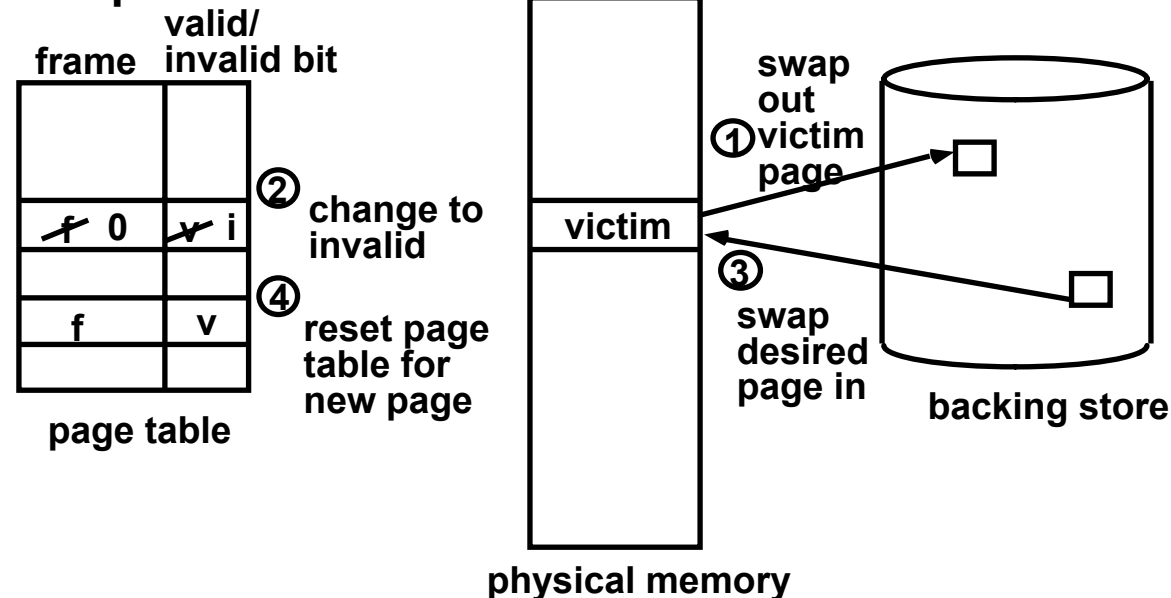 valid/
frame invalid bit
f 0 v i
f v
page table
2
change to
invalid
4
reset page
table for
new page
victim
physical memory
1
swap
out
victim
page
3
swap
desired
page in
backing store